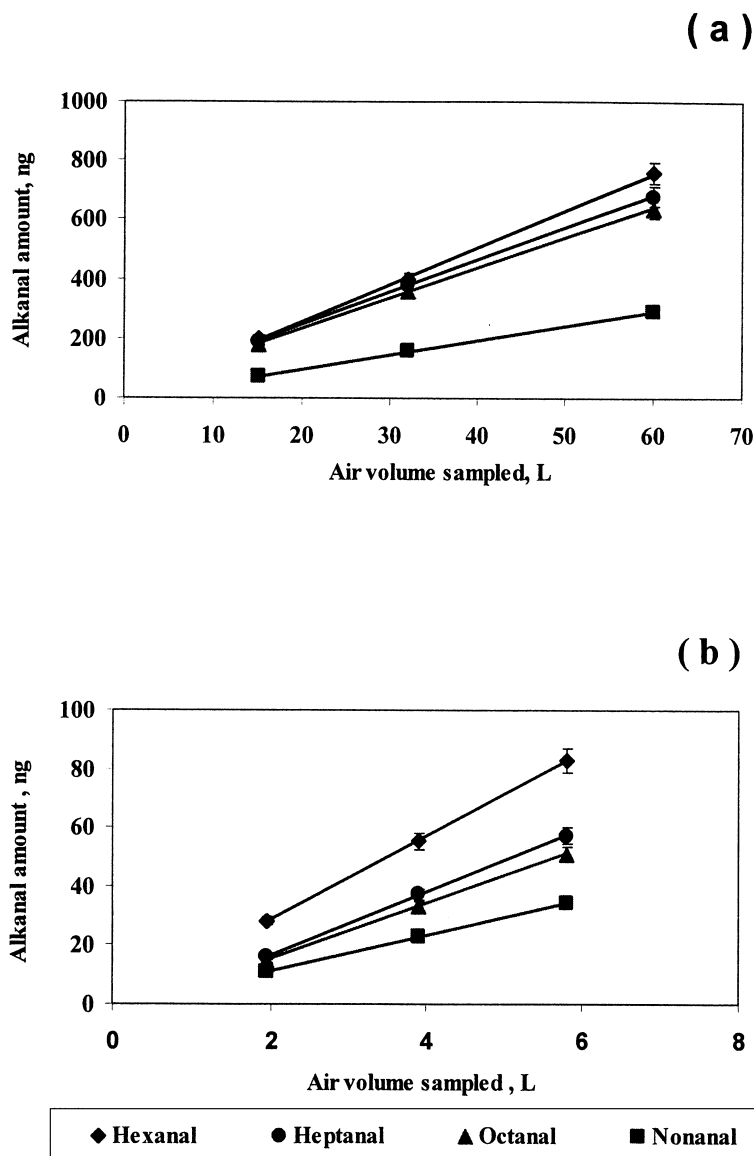 ( a )
1000
800
600
400
200
0
Alkanal amount, ng
0 10 20 30 40 50 60 70
Air volume sampled, L
( b )
100
80
60
40
20
0
Alkanal amount , ng
0 2 4 6 8
Air volume sampled , L
Hexanal Heptanal Octanal Nonanal